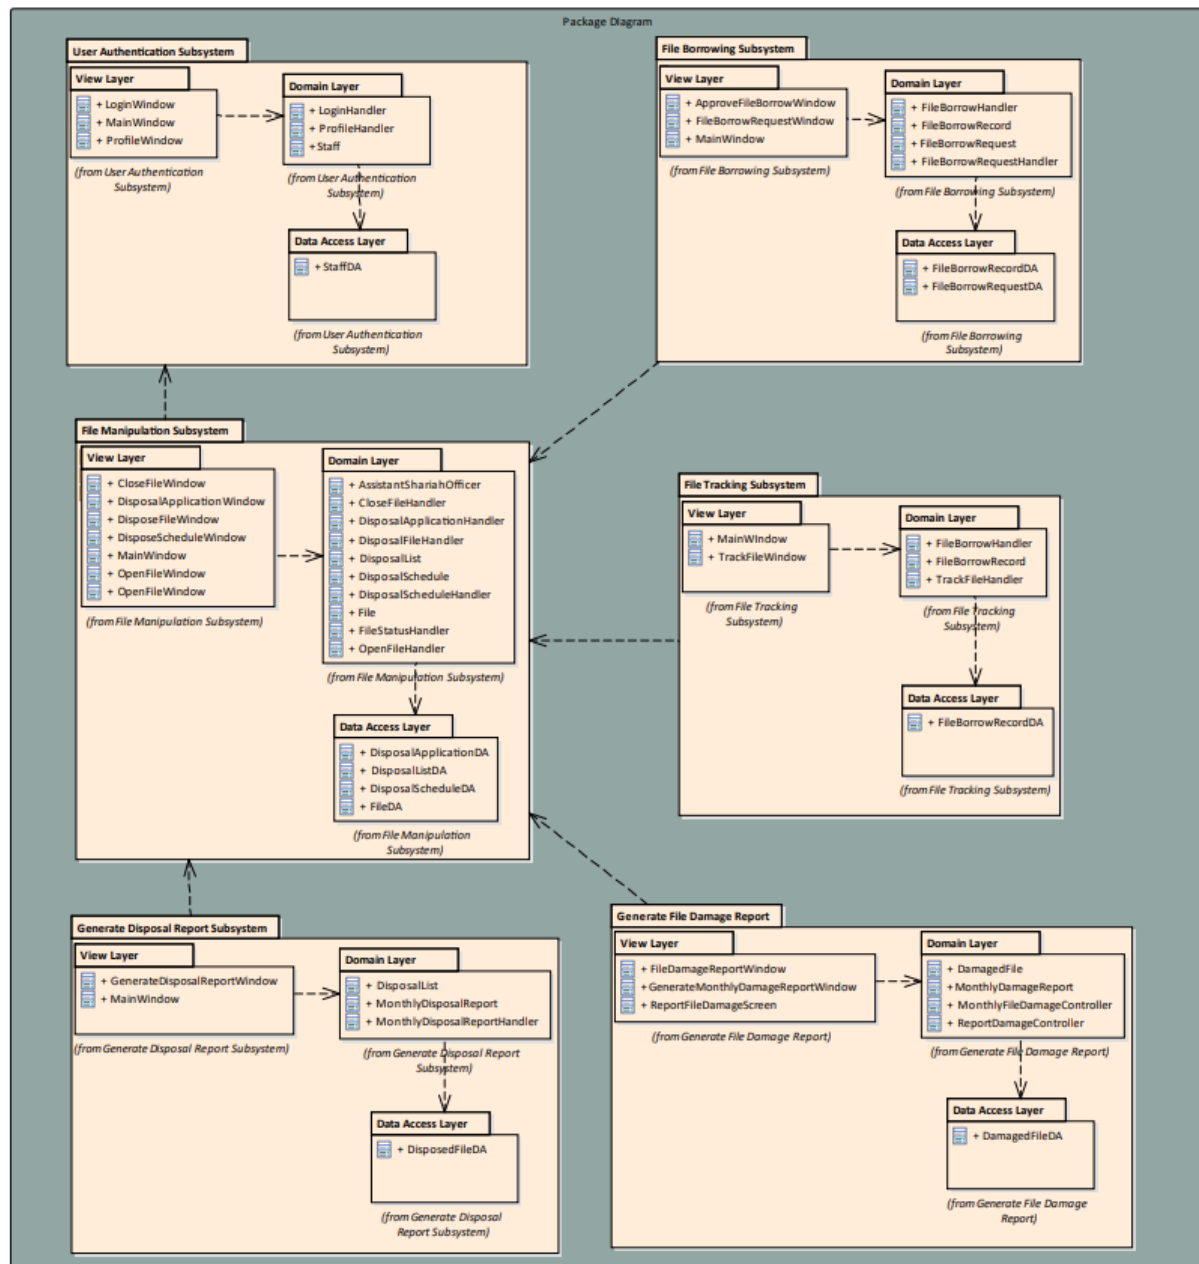 Package Diagram
User Authentication Subsystem
View Layer
+ LoginWindow
+ MainWindow
+ ProfileWindow
(from User Authentication
Subsystem)
Domain Layer
+ LoginHandler
+ ProfileHandler
+Staff
(from User Authentication
Subsystem)
Data Access Layer
+ StaffDA
(from User Authentication
Subsystem)
File Borrowing Subsystem
View Layer
+ ApproveFileBorrowWindow
+ FileBorrowRequestWindow
+ MainWindow
(from File Borrowing Subsystem)
Domain Layer
+ FileBorrowHandler
+ FileBorrowRecord
+ FileBorrowRequest
+ FileBorrowRequestHandler
(from File Borrowing Subsystem)
Data Access Layer
+ FileBorrowRecordDA
+ FileBorrowRequestDA
(from File Borrowing
Subsystem)
File Manipulation Subsystem
View Layer
+ CloseFileWindow
+ DisposalApplicationWindow
+ DisposeFileWindow
+ DisposeScheduleWindow
+ MainWindow
+ OpenFileWindow
+ OpenFileWindow
(from File Manipulation Subsystem)
Domain Layer
+ AssistantShariahOfficer
+ CloseFileHandler
+ DisposalApplicationHandler
+ DisposalFileHandler
+ DisposalList
+ DisposalSchedule
+ DisposalScheduleHandler
+ File
+ FileStatusHandler
+ OpenFileHandler
(from File Manipulation Subsystem)
Data Access Layer
+ DisposalApplicationDA
+ DisposalListDA
+ DisposalScheduleDA
+ FileDA
(from File Manipulation
Subsystem)
File Tracking Subsystem
View Layer
+ MainWIndow
+ TrackFileWindow
(from File Tracking
Subsystem)
Domain Layer
+ FileBorrowHandler
+ FileBorrowRecord
+ TrackFileHandler
(from File Tracking
Subsystem)
Data Access Layer
+ FileBorrowRecordDA
(from File Tracking Subsystem)
Generate Disposal Report Subsystem
View Layer
+ GenerateDisposalReportWindow
+ MainWindow
(from Generate Disposal Report Subsystem)
Domain Layer
+ DisposalList
+ MonthlyDisposalReport
+ MonthlyDisposalReportHandler
(from Generate Disposal Report
Subsystem)
Data Access Layer
+ DisposedFileDA
(from Generate Disposal
Report Subsystem)
Generate File Damage Report
View Layer
+ FileDamageReportWindow
+GenerateMonthlyDamageReportWindow
+ ReportFileDamageScreen
(from Generate File Damage Report)
Domain Layer
+ DamagedFile
+MonthlyDamageReport
+ MonthlyFileDamageController
+ ReportDamageController
(from Generate File Damage Report)
Data Access Layer
+ DamagedFileDA
(from Generate File Damage
Report)